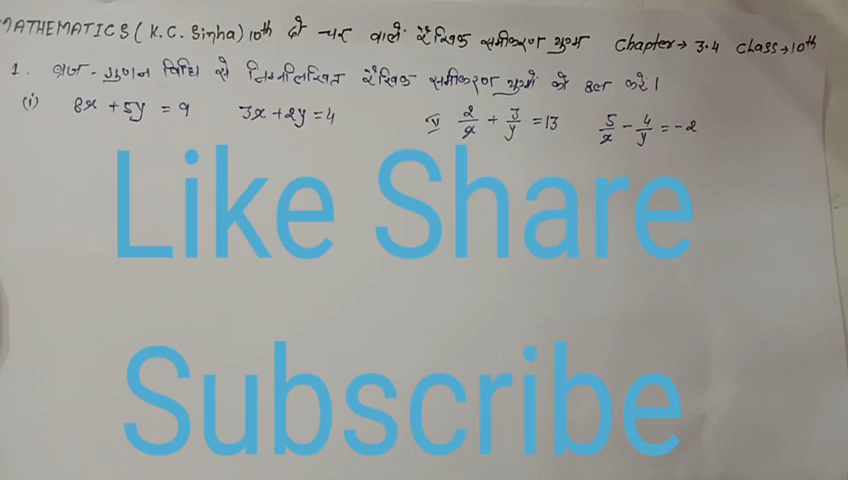 MATHEMATICS (K.C. Sinha) 10th दो चर वाले रैखिक समीकरण युग्म Chapter → 3.4 Class → 10th
1. ब्रज-गुणन विधि से निम्नलिखित रैखिक समीकरण युग्मो को हल करे।
(i) 8x + 5y = 9 3x + 2y = 4 V 2/x + 3/y = 13 5/x - 4/y = -2
Like Share
Subscribe